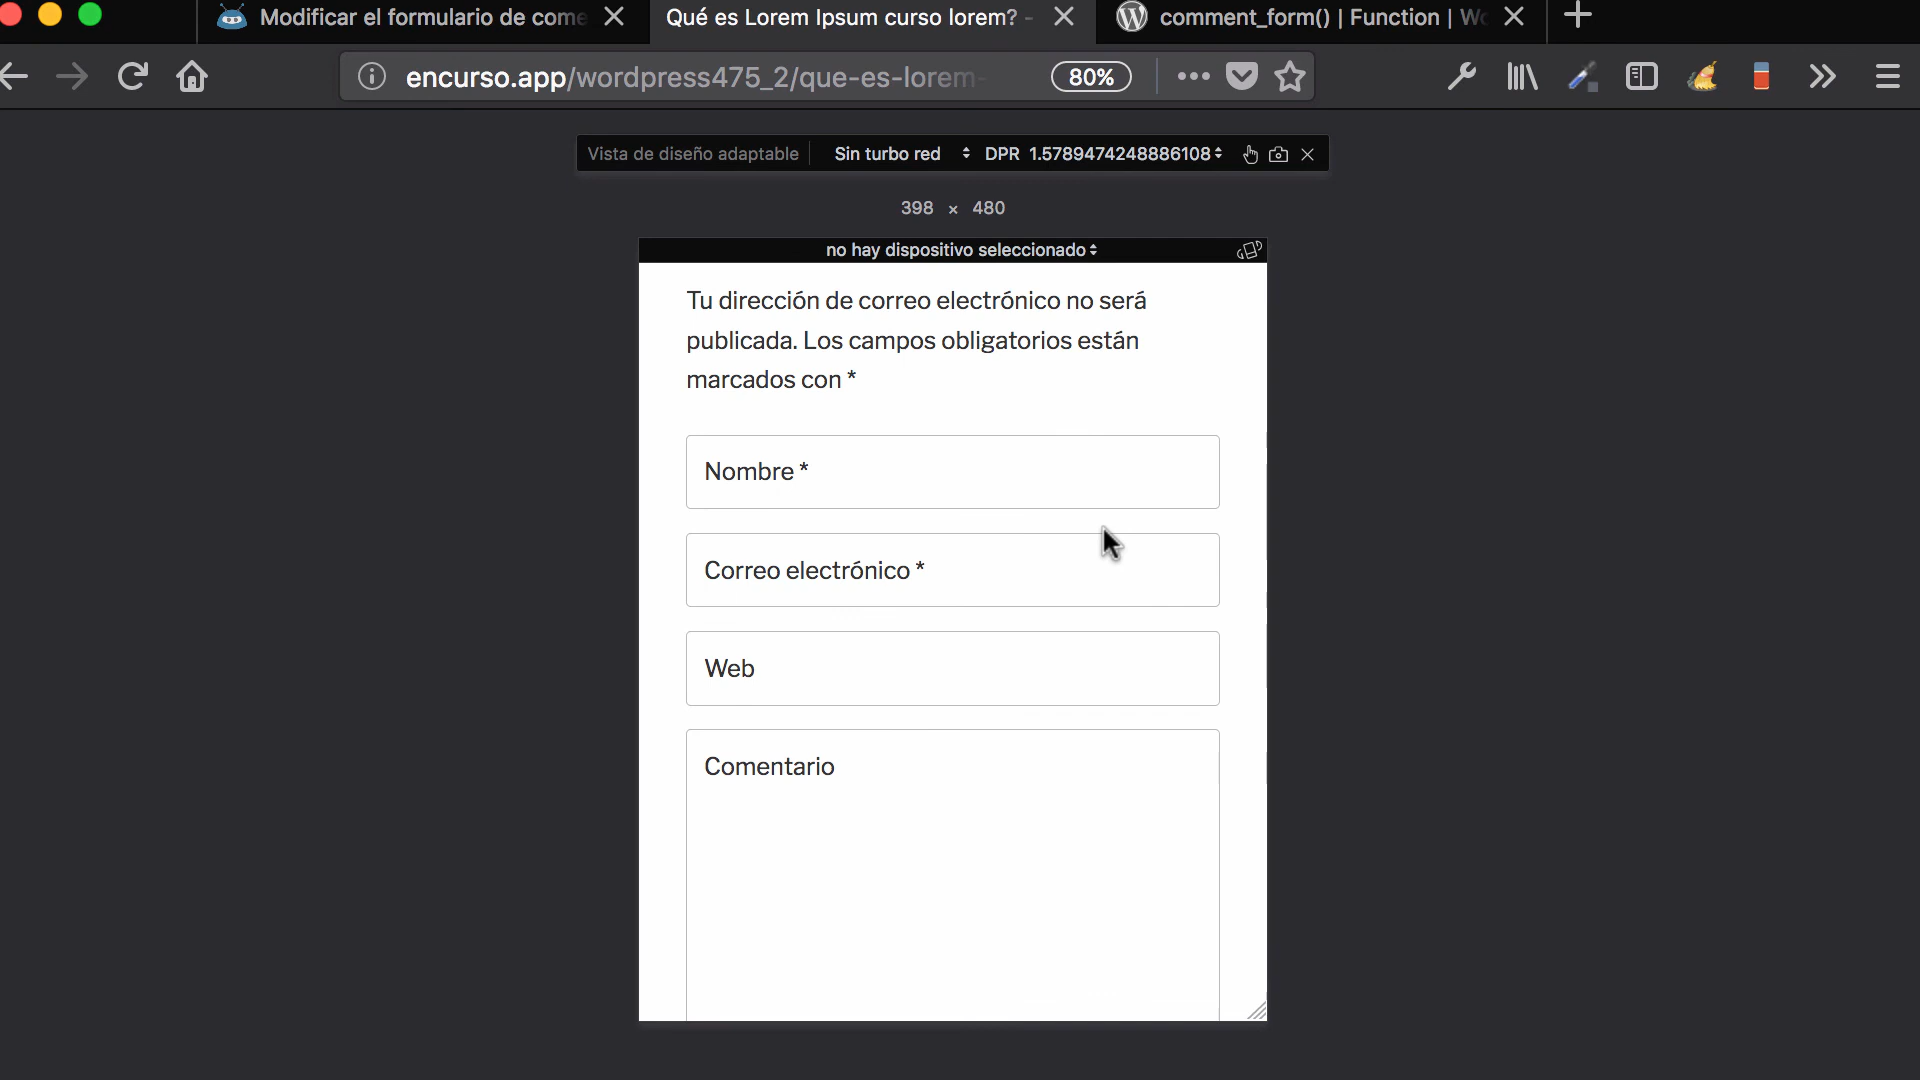 Modificar el formulario de come
Qué es Lorem Ipsum curso lorem? -
comment_form() | Function | Wo
encurso.app/wordpress475_2/que-es-lorem-
80%
Vista de diseño adaptable
Sin turbo red
DPR 1.5789474248886108
398 × 480
no hay dispositivo seleccionado
Tu dirección de correo electrónico no será
publicada. Los campos obligatorios están
marcados con *
Nombre *
Correo electrónico *
Web
Comentario